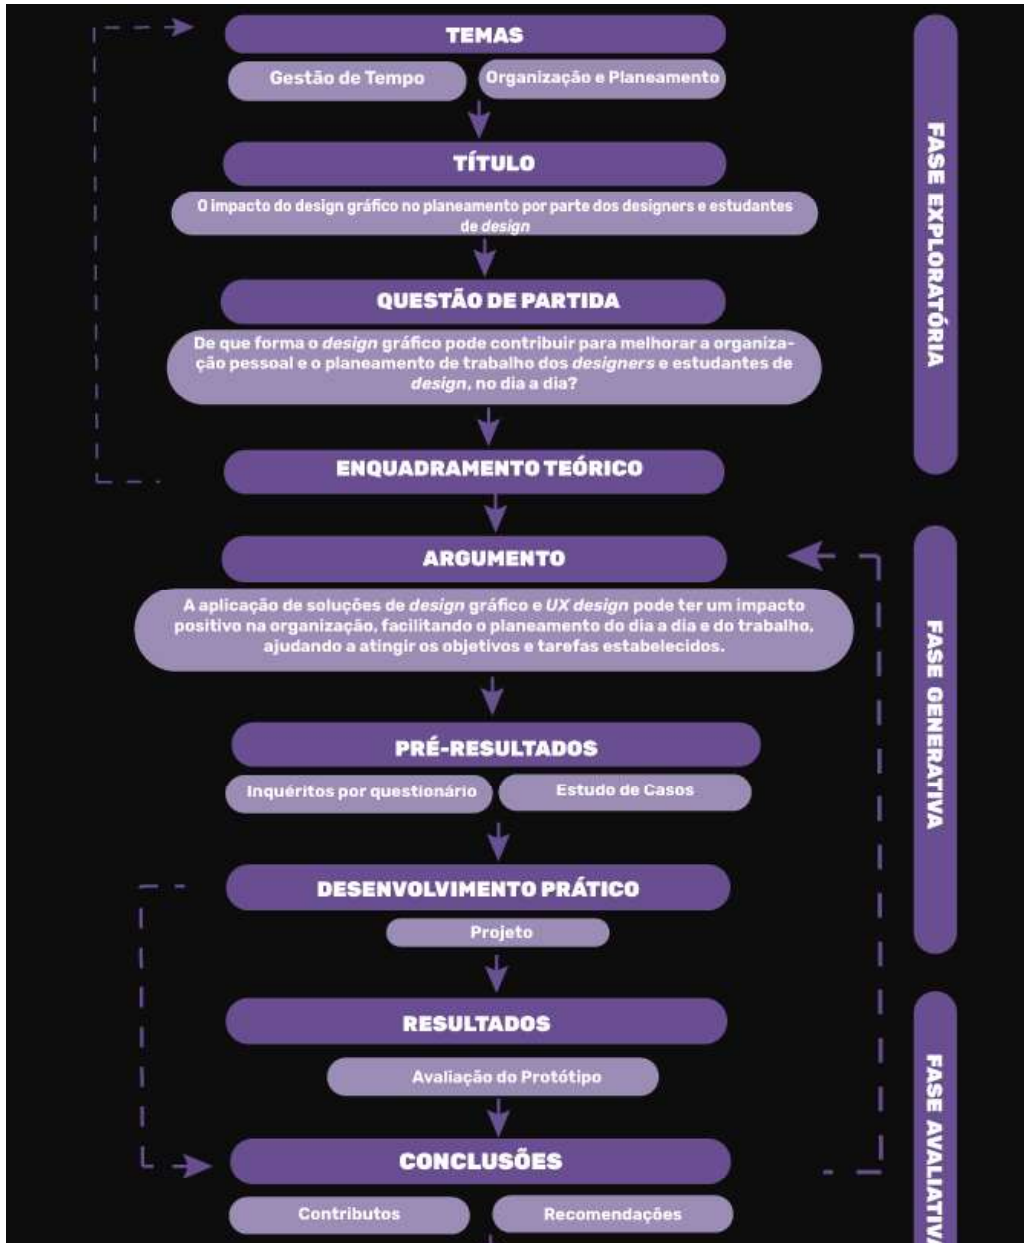 TEMAS
Gestão de Tempo
Organização e Planeamento
TÍTULO
O impacto do design gráfico no planeamento por parte dos designers e estudantes
de design
QUESTÃO DE PARTIDA
De que forma o design gráfico pode contribuir para melhorar a organiza-
ção pessoal e o planeamento de trabalho dos designers e estudantes de
design, no dia a dia?
ENQUADRAMENTO TEÓRICO
FASE EXPLORATÓRIA
ARGUMENTO
A aplicação de soluções de design gráfico e UX design pode ter um impacto
positivo na organização, facilitando o planeamento do dia a dia e do trabalho,
ajudando a atingir os objetivos e tarefas estabelecidos.
PRÉ-RESULTADOS
Inquéritos por questionário
Estudo de Casos
DESENVOLVIMENTO PRÁTICO
Projeto
FASE GENERATIVA
RESULTADOS
Avaliação do Protótipo
CONCLUSÕES
Contributos
Recomendações
FASE AVALIATIVA